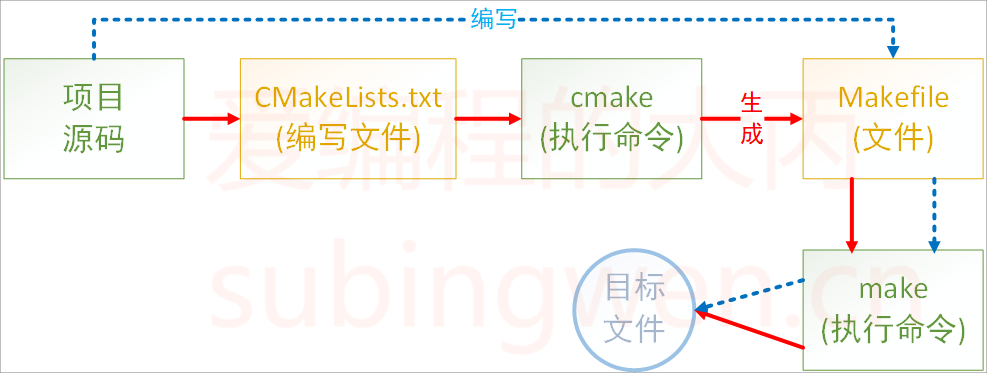 编写
项目
源码
CMakeLists.txt
(编写文件)
cmake
(执行命令)
生
成
Makefile
(文件)
make
(执行命令)
目标
文件
爱编程的大丙
subingwen.cn